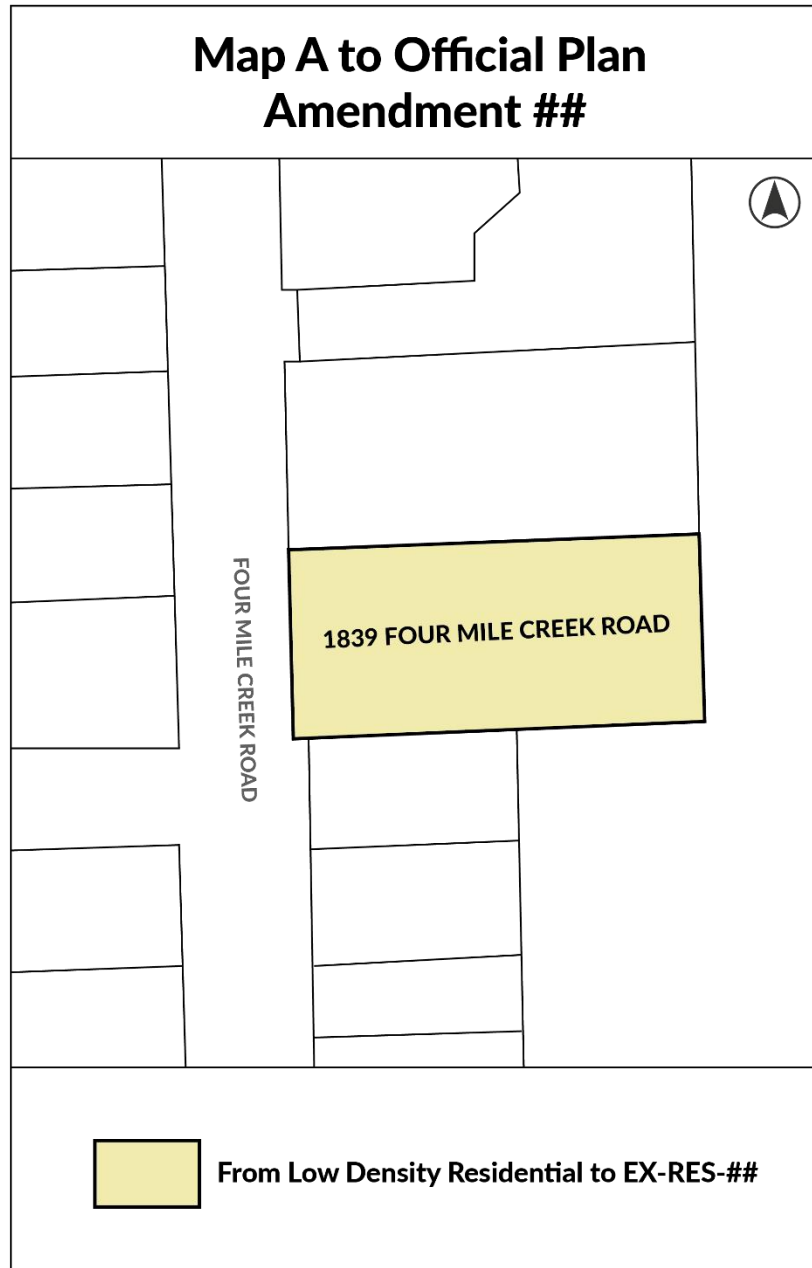 Map A to Official Plan
Amendment ##
FOUR MILE CREEK ROAD
1839 FOUR MILE CREEK ROAD
From Low Density Residential to EX-RES-##